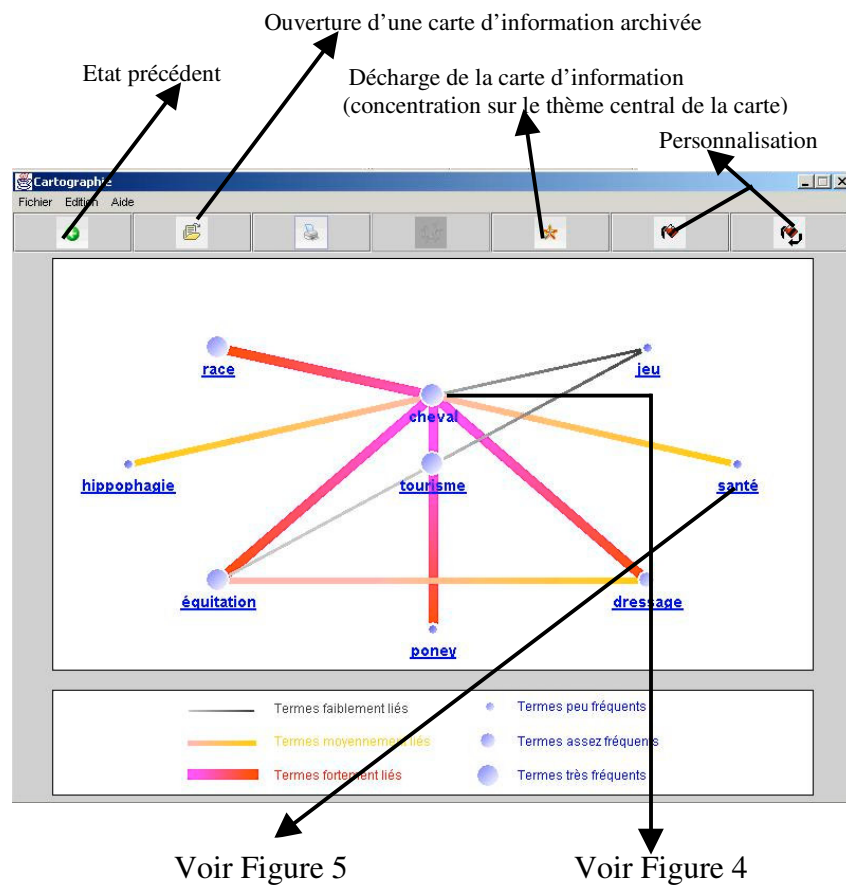 Ouverture d'une carte d'information archivée
Etat précédent
Décharge de la carte d'information
(concentration sur le thème central de la carte)
Personnalisation
Cartographie
Fichier Edition Aide
race
jeu
cheval
hippophagie
tourisme
santé
équitation
dressage
poney
Termes faiblement liés
Termes peu fréquents
Termes moyennement liés
Termes assez fréquents
Termes fortement liés
Termes très fréquents
Voir Figure 5
Voir Figure 4